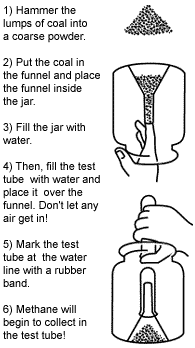 1) Hammer the
lumps of coal into
a coarse powder.
2) Put the coal in
the funnel and place
the funnel inside
the jar.
3) Fill the jar with
water.
4) Then, fill the test
tube with water and
place it over the
funnel. Don't let any
air get in!
5) Mark the test
tube at the water
line with a rubber
band.
6) Methane will
begin to collect in
the test tube!